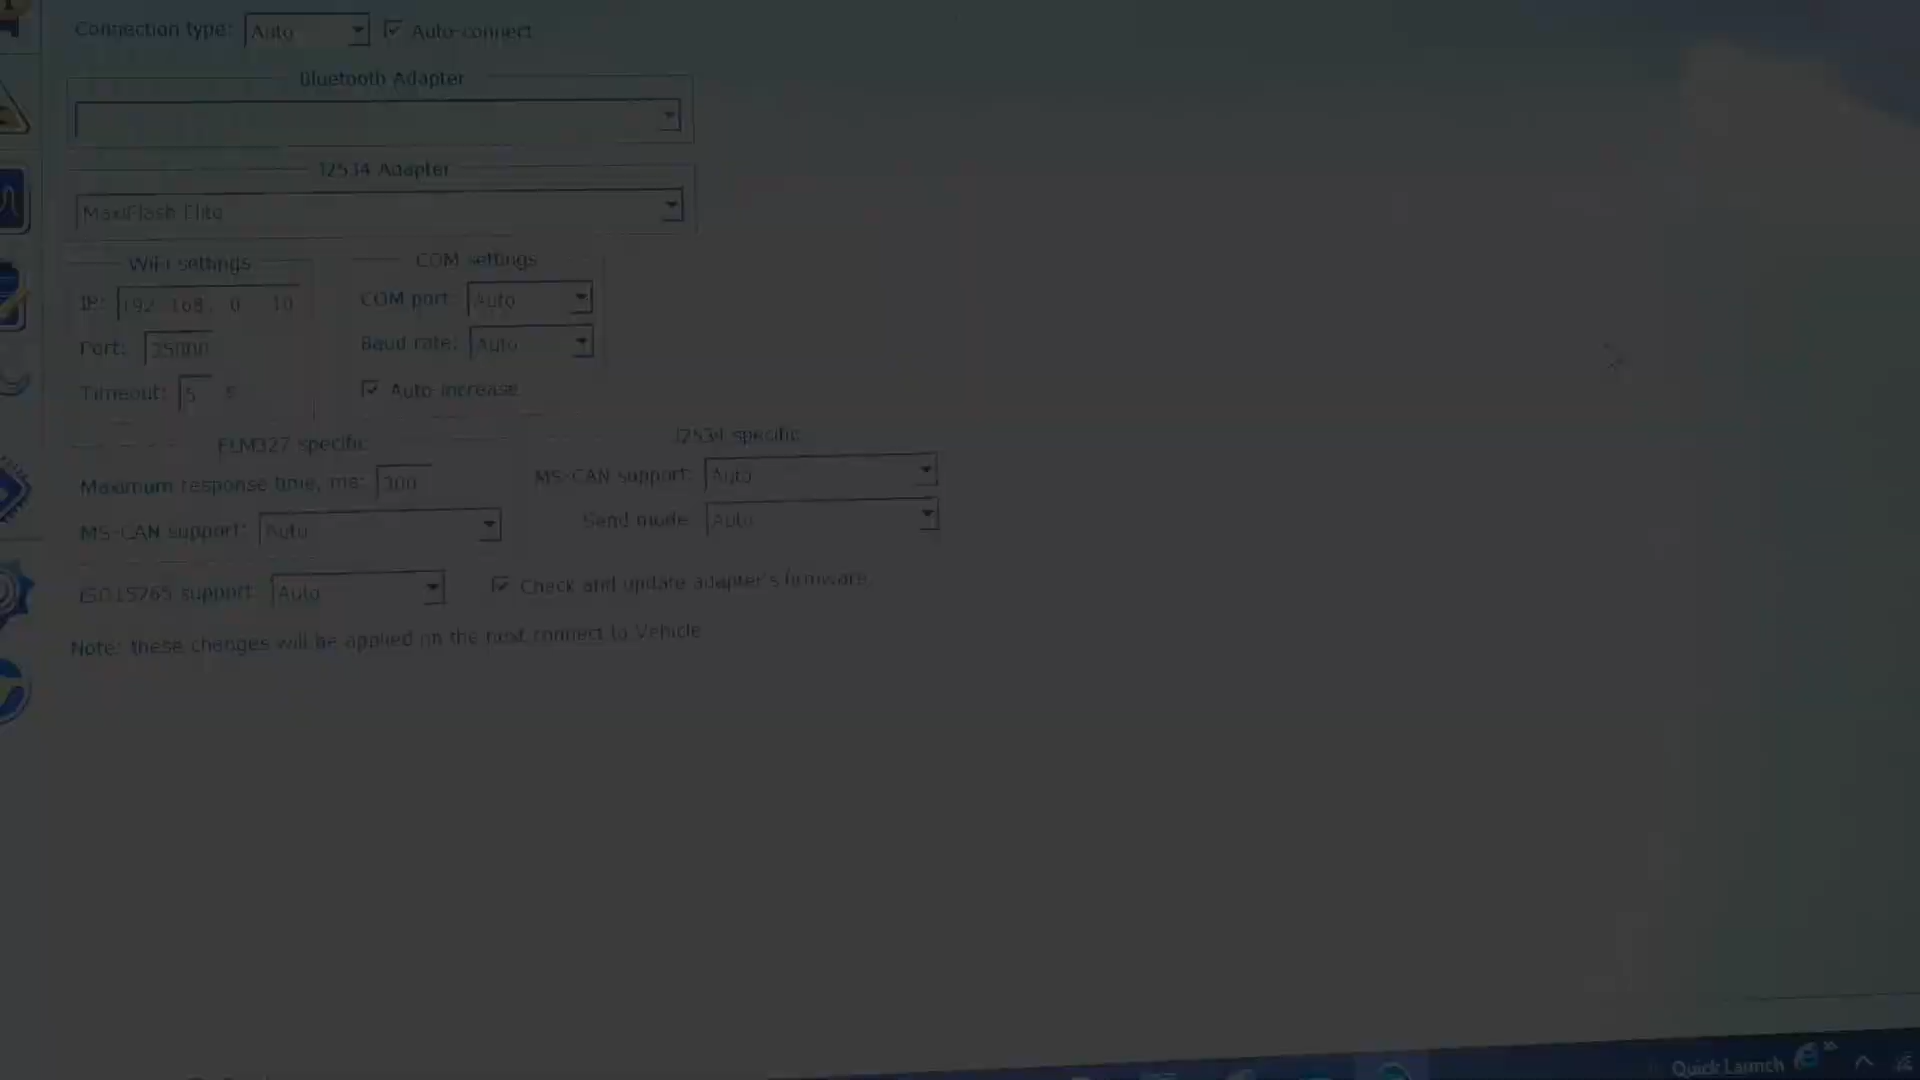 Connection type: Auto Auto-connect
Bluetooth Adapter
J2534 Adapter
MaxiFlash Elite
WiFi settings
IP: 192 . 168 . 0 . 10
Port: 35000
Timeout: 5 s
COM settings
COM port: Auto
Baud rate: Auto
Auto-increase
ELM327 specific
Maximum response time, ms: 300
MS-CAN support: Auto
J2534 specific
MS-CAN support: Auto
Send mode: Auto
ISO15765 support: Auto
Check and update adapter's firmware
Note: these changes will be applied on the next connect to Vehicle
Quick Launch